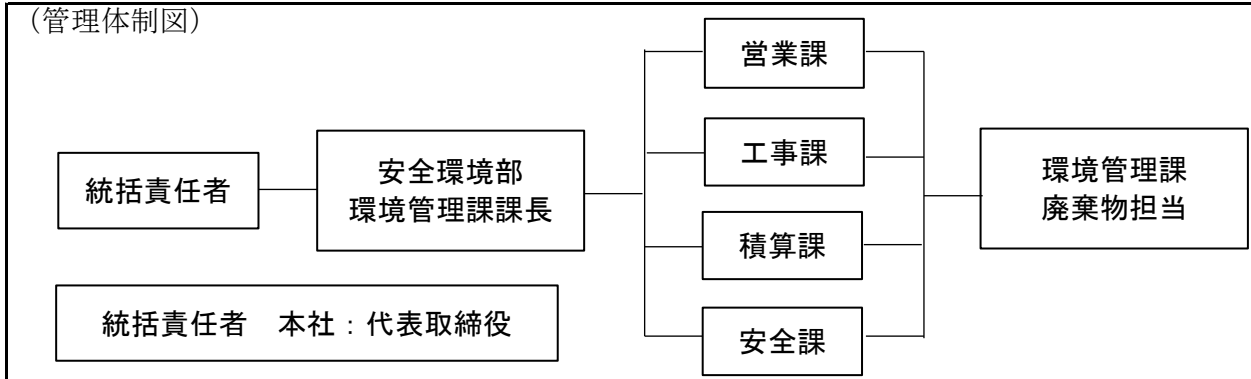 （管理体制図）
統括責任者
安全環境部
環境管理課課長
営業課
工事課
積算課
安全課
環境管理課
廃棄物担当
統括責任者　本社：代表取締役